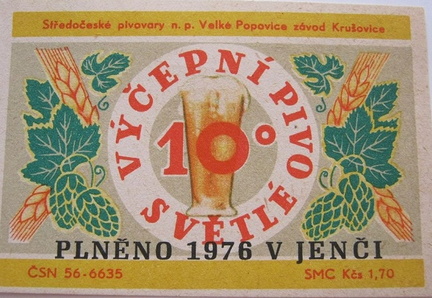 Středočeské pivovary n. p. Velké Popovice závod Krušovice
VÝČEPNÍ PIVO
10°
SVĚTLÉ
PLNĚNO 1976 V JENČI
ČSN 56-6635 SMC Kčs 1,70